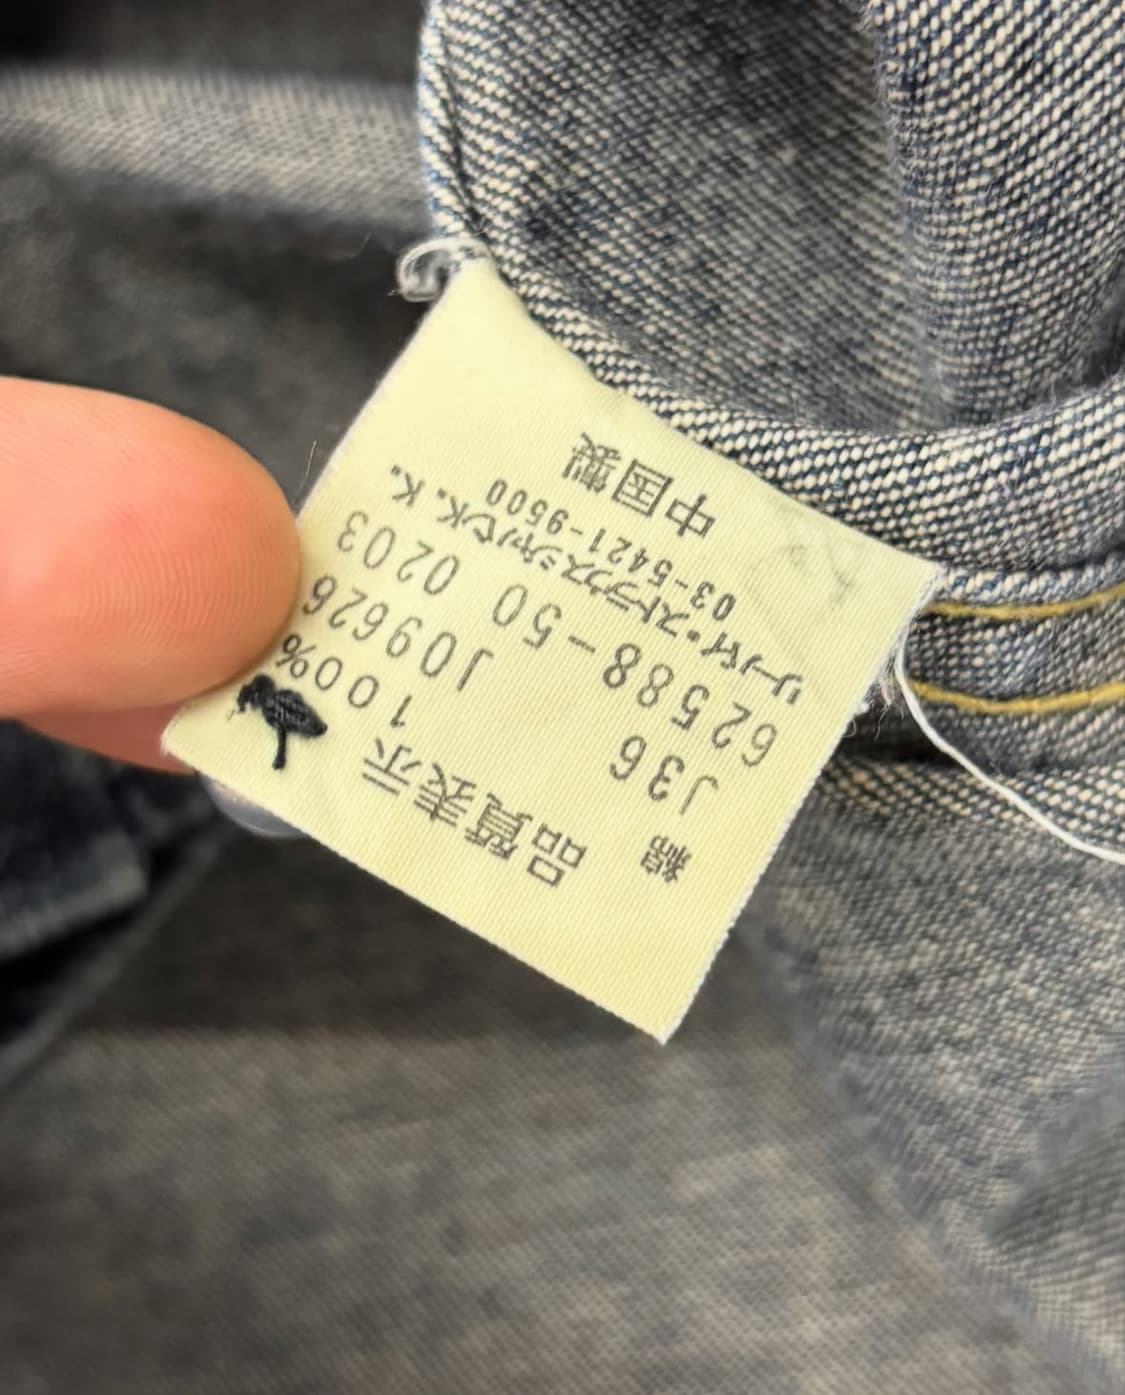 品質表示
綿 100%
J36 J09626
62588-50 0203
リーバイ・ストラウスジャパンK.K.
03-5421-9500
中国製